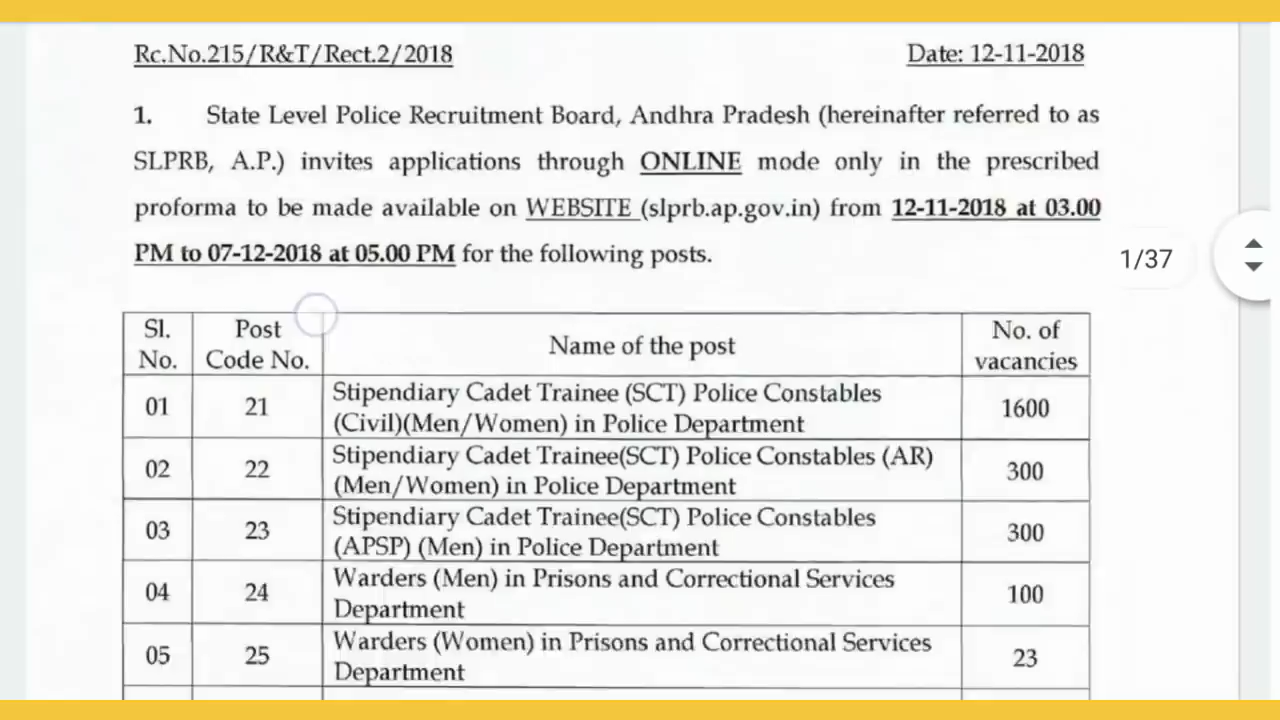 Rc.No.215/R&T/Rect.2/2018 Date: 12-11-2018
1. State Level Police Recruitment Board, Andhra Pradesh (hereinafter referred to as
SLPRB, A.P.) invites applications through ONLINE mode only in the prescribed
proforma to be made available on WEBSITE (slprb.ap.gov.in) from 12-11-2018 at 03.00
PM to 07-12-2018 at 05.00 PM for the following posts.
1/37
Sl. No. Post Code No. Name of the post No. of vacancies
01 21 Stipendiary Cadet Trainee (SCT) Police Constables
(Civil)(Men/Women) in Police Department 1600
02 22 Stipendiary Cadet Trainee(SCT) Police Constables (AR)
(Men/Women) in Police Department 300
03 23 Stipendiary Cadet Trainee(SCT) Police Constables
(APSP) (Men) in Police Department 300
04 24 Warders (Men) in Prisons and Correctional Services
Department 100
05 25 Warders (Women) in Prisons and Correctional Services
Department 23